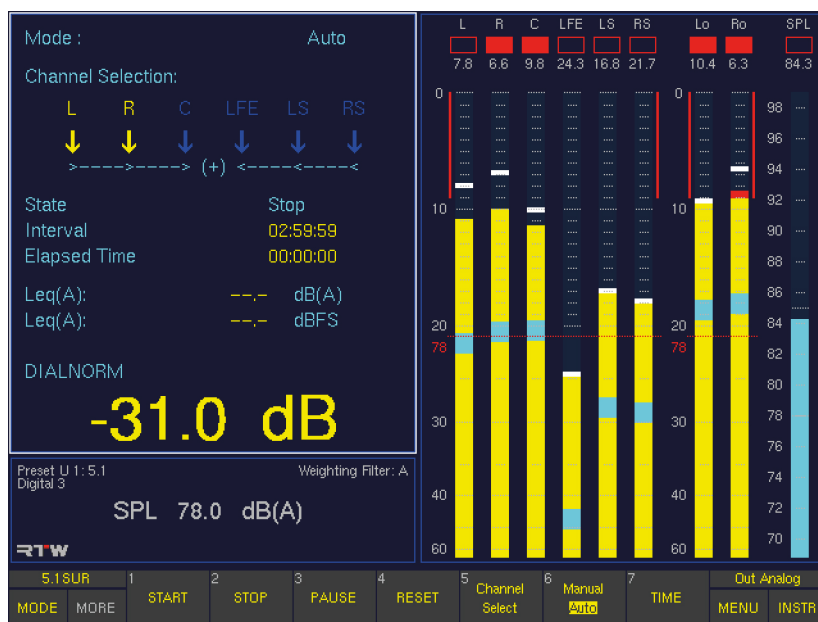 Mode : Auto
Channel Selection:
L R C LFE LS RS
>---->----> (+) <----<----<
State Stop
Interval 02:59:59
Elapsed Time 00:00:00
Leq(A): --.- dB(A)
Leq(A): --.- dBFS
DIALNORM
-31.0 dB
Preset U 1: 5.1 Weighting Filter: A
Digital 3
SPL 78.0 dB(A)
RTW
L R C LFE LS RS Lo Ro SPL
7.8 6.6 9.8 24.3 16.8 21.7 10.4 6.3 84.3
0 0
98
96
94
10 10 92
90
88
86
20 20 84
78 78
82
80
30 30 78
76
74
40 40 72
70
60 60
5.1SUR 1 2 3 4 5 6 7 Out Analog
MODE MORE START STOP PAUSE RESET Channel Select Manual Auto TIME MENU INSTR